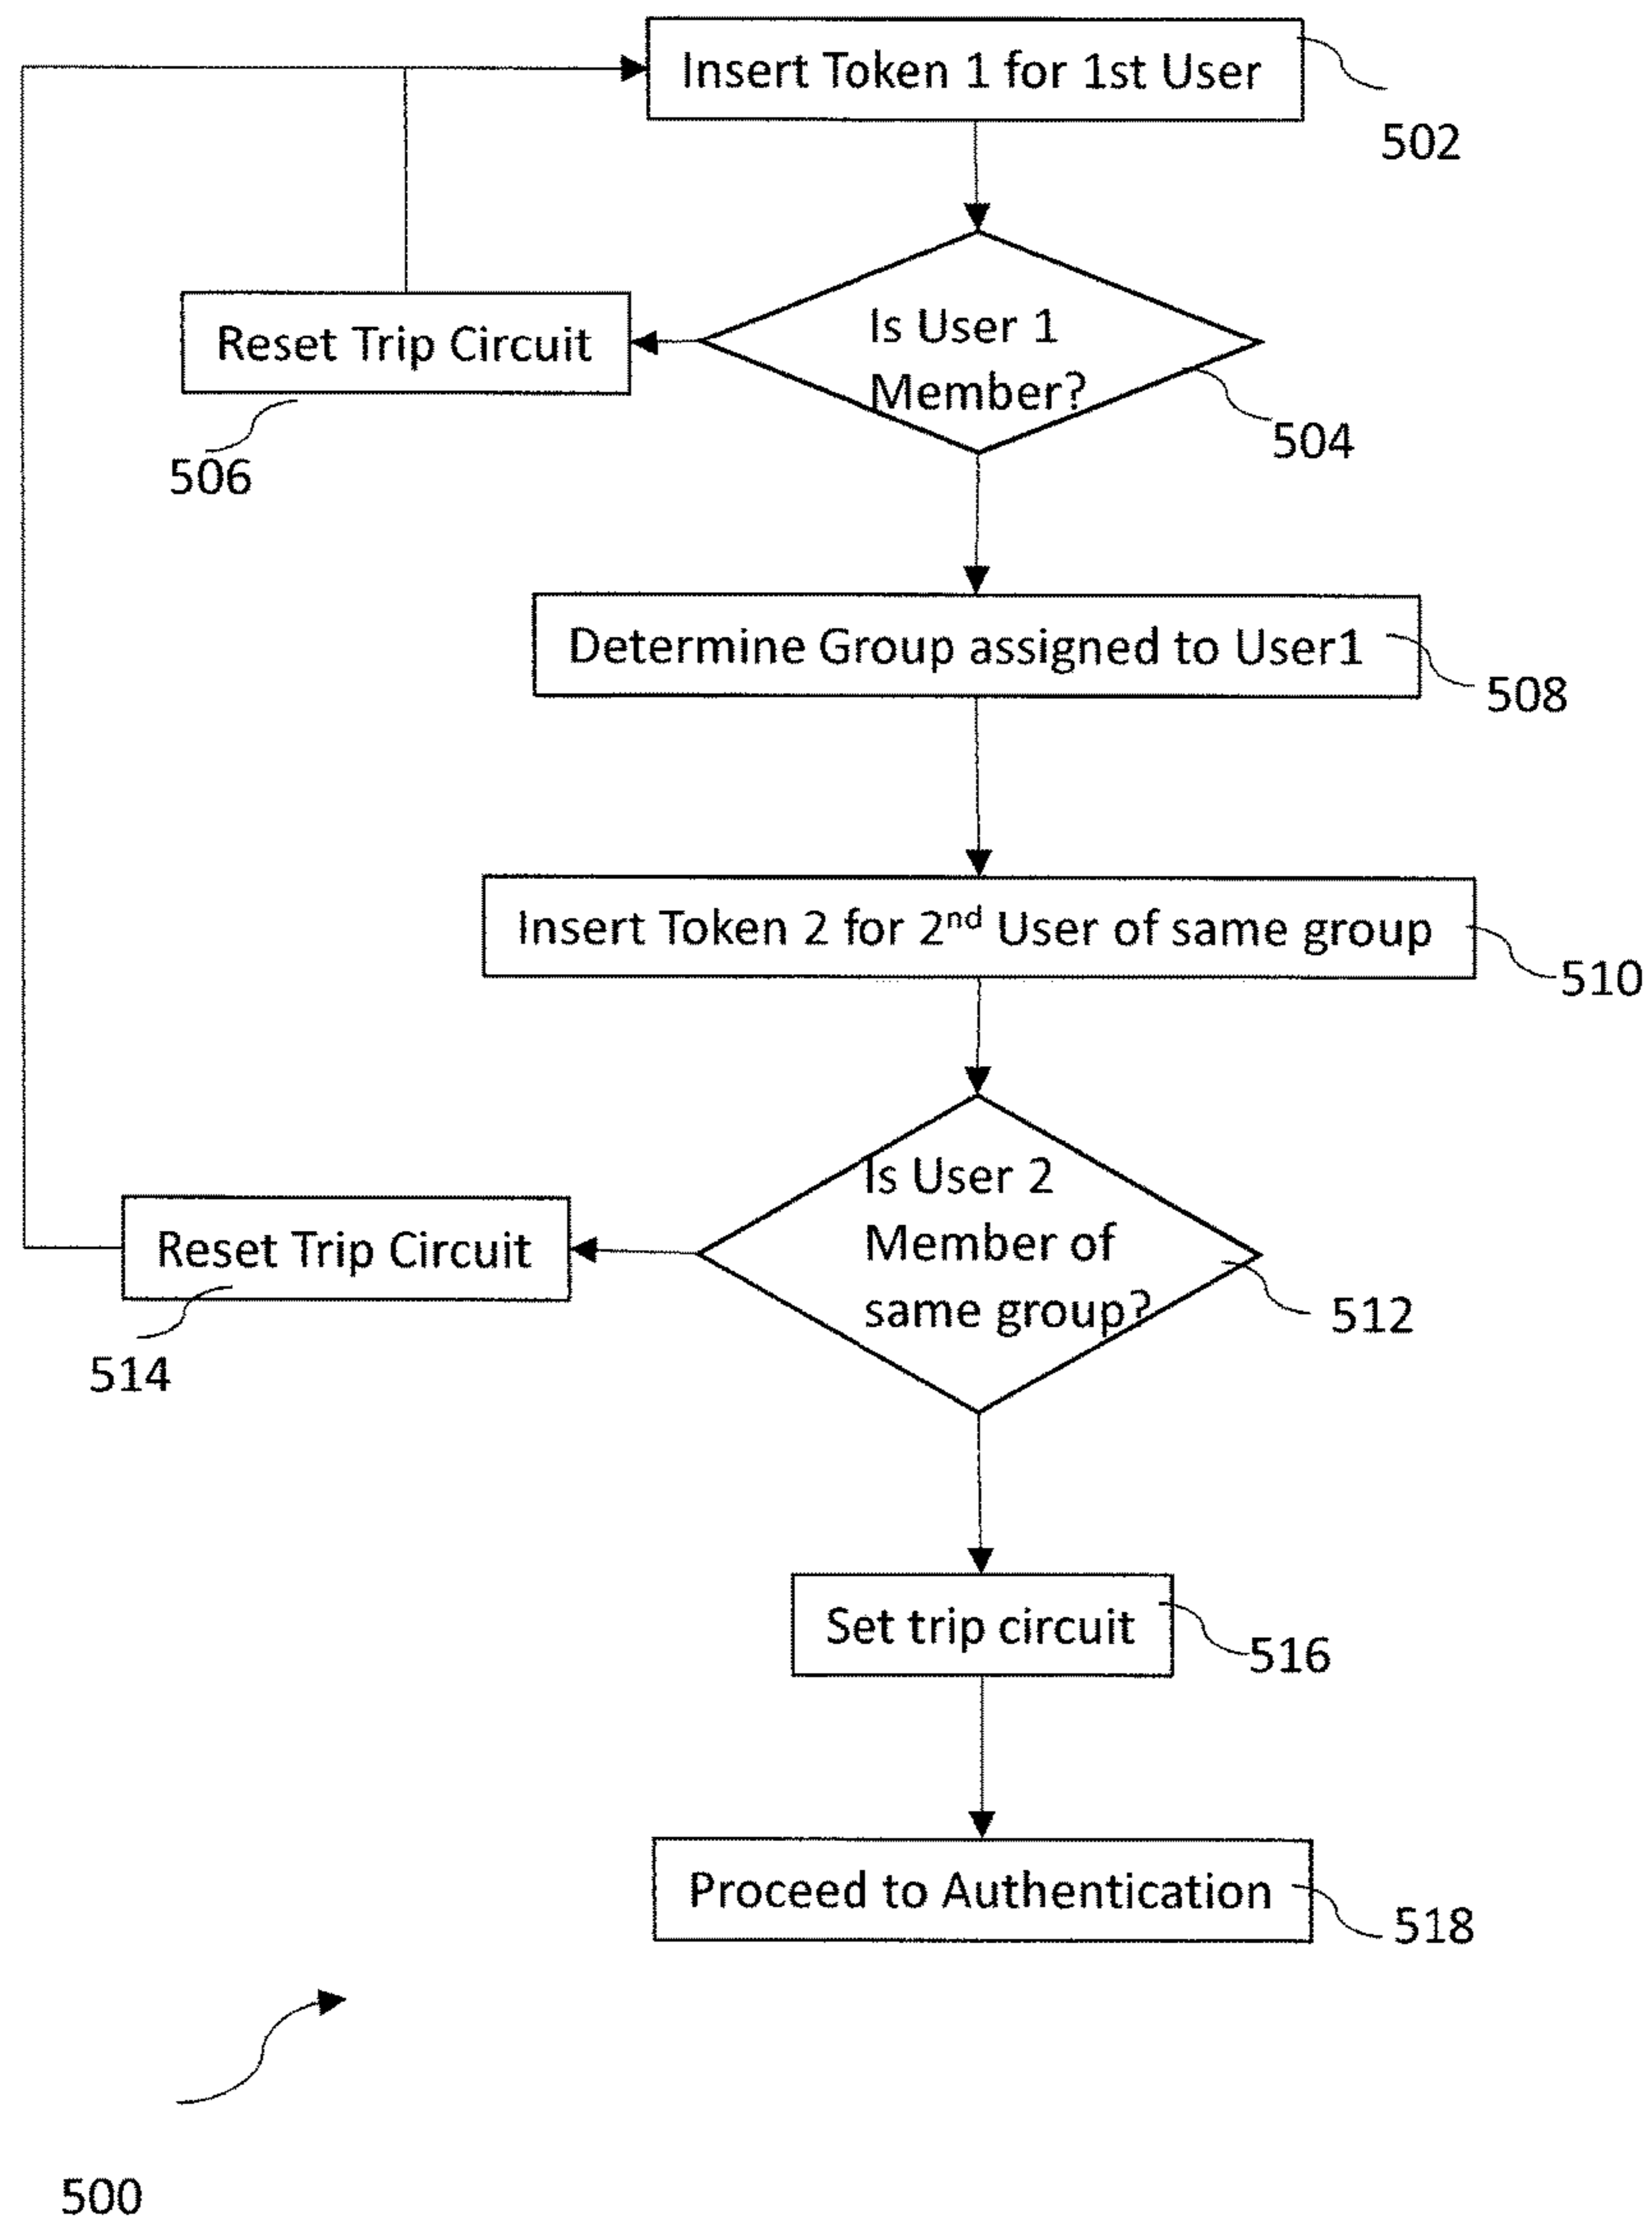 Insert Token 1 for 1st User
502
Is User 1
Member?
Reset Trip Circuit
504
506
Determine Group assigned to User1
508
Insert Token 2 for 2nd User of same group
510
Is User 2
Member of
same group?
Reset Trip Circuit
512
514
Set trip circuit
516
Proceed to Authentication
518
500